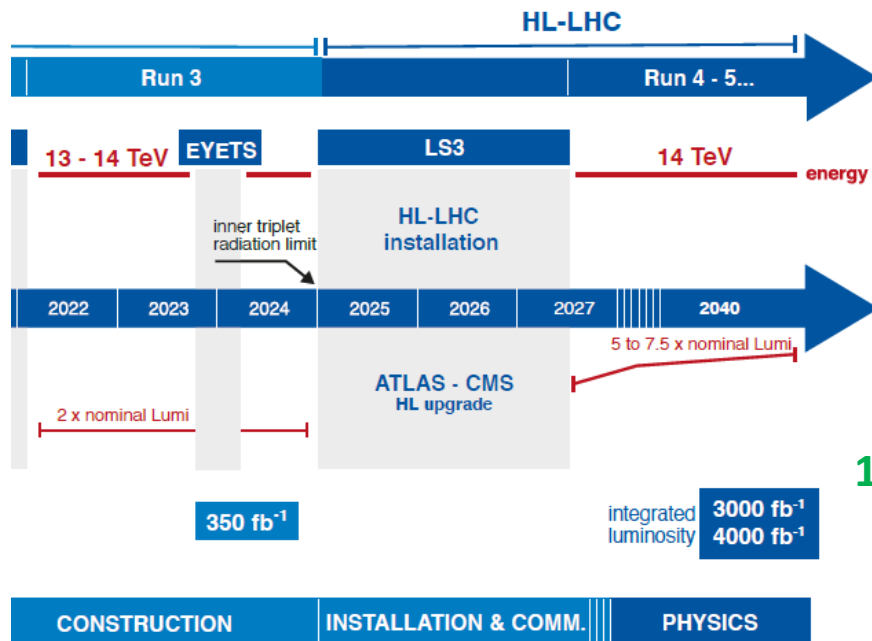 HL-LHC
Run 3
Run 4 - 5...
13 - 14 TeV
EYETS
LS3
14 TeV
energy
inner triplet
radiation limit
HL-LHC
installation
2022
2023
2024
2025
2026
2027
2040
5 to 7.5 x nominal Lumi
ATLAS - CMS
HL upgrade
2 x nominal Lumi
1
350 fb⁻¹
integrated
luminosity
3000 fb⁻¹
4000 fb⁻¹
CONSTRUCTION
INSTALLATION & COMM.
PHYSICS